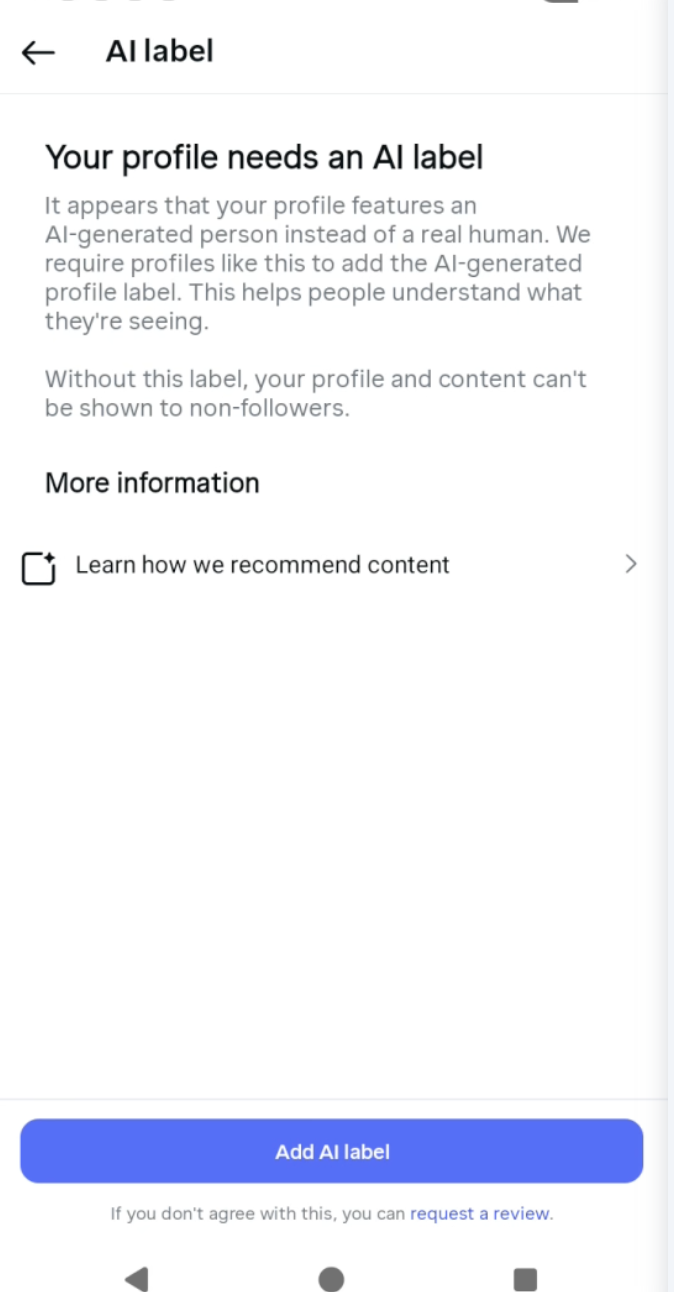 AI label
Your profile needs an AI label
It appears that your profile features an
AI-generated person instead of a real human. We
require profiles like this to add the AI-generated
profile label. This helps people understand what
they're seeing.
Without this label, your profile and content can't
be shown to non-followers.
More information
Learn how we recommend content
Add AI label
If you don't agree with this, you can request a review.